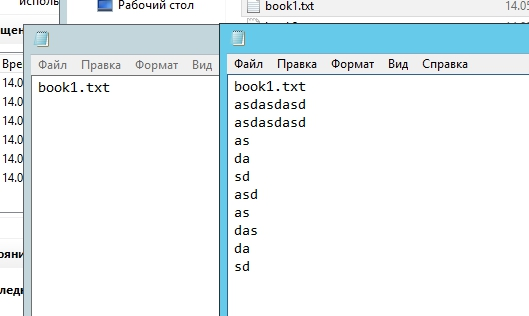 исполь
Рабочий стол
book1.txt
14.05
щен
Вре
14.0
14.0
14.0
14.0
14.0
14.0
Файл Правка Формат Вид
book1.txt
Файл Правка Формат Вид Справка
book1.txt
asdasdasd
asdasdasd
as
da
sd
asd
as
das
da
sd